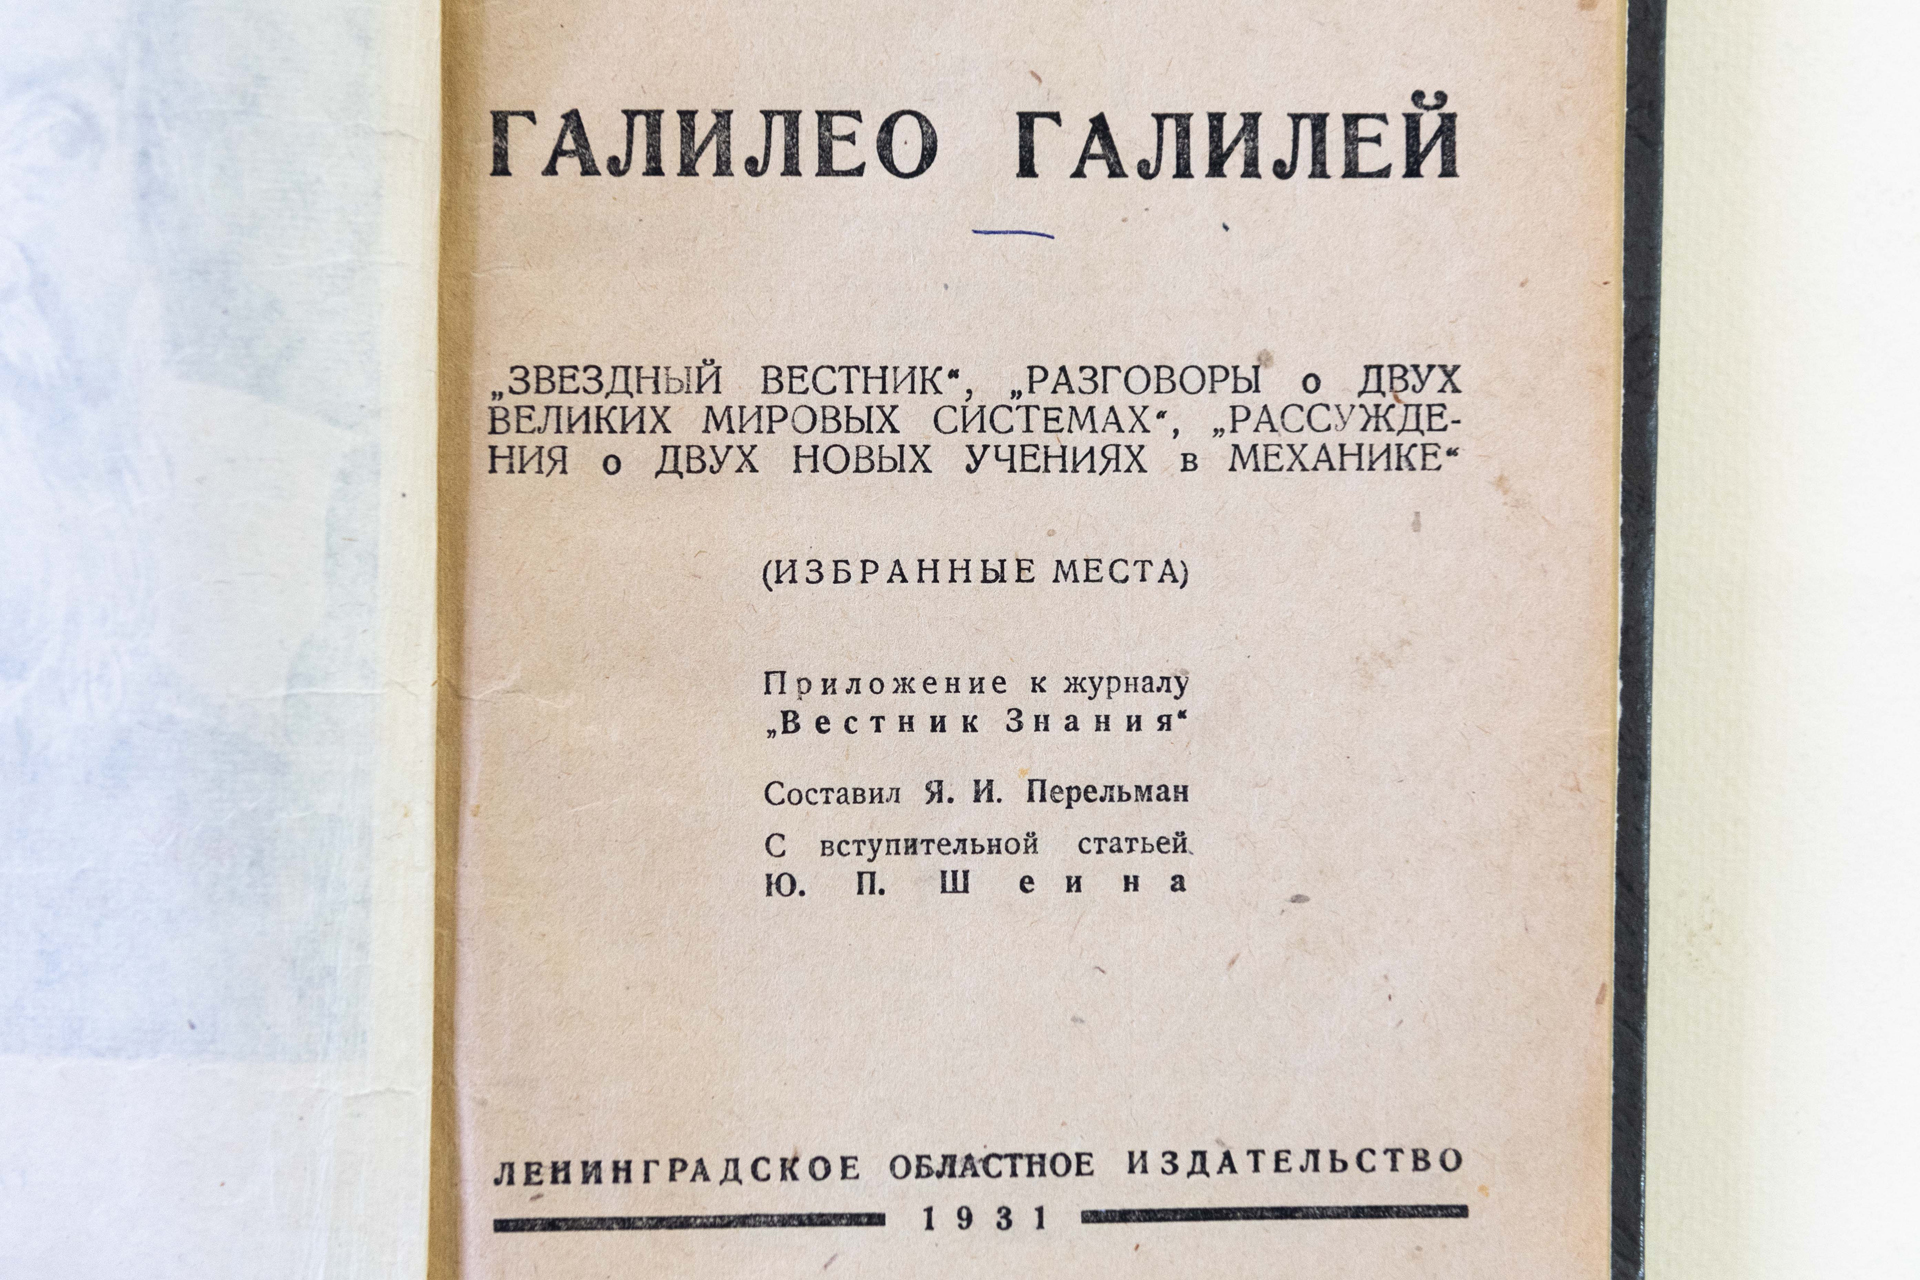 ГАЛИЛЕО ГАЛИЛЕЙ
„ЗВЕЗДНЫЙ ВЕСТНИК“, „РАЗГОВОРЫ о ДВУХ
ВЕЛИКИХ МИРОВЫХ СИСТЕМАХ“, „РАССУЖДЕ-
НИЯ о ДВУХ НОВЫХ УЧЕНИЯХ в МЕХАНИКЕ“
(ИЗБРАННЫЕ МЕСТА)
Приложение к журналу
„Вестник Знания“
Составил Я. И. Перельман
С вступительной статьей
Ю. П. Шеина
ЛЕНИНГРАДСКОЕ ОБЛАСТНОЕ ИЗДАТЕЛЬСТВО
1931